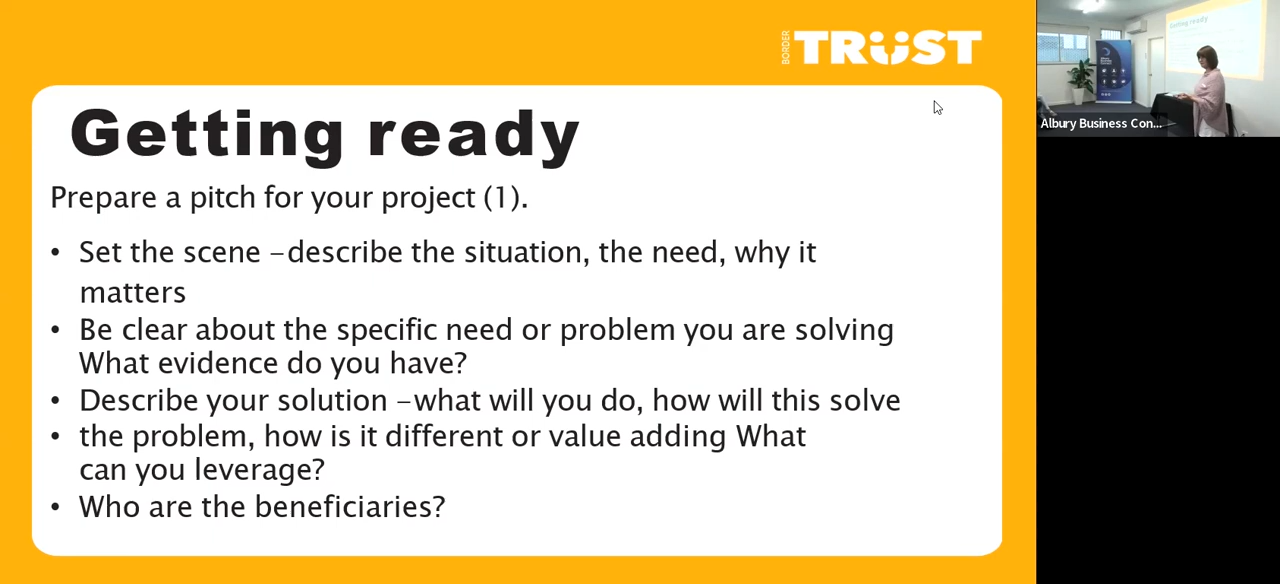 BORDER TRUST
Getting ready
Prepare a pitch for your project (1).
• Set the scene –describe the situation, the need, why it
matters
• Be clear about the specific need or problem you are solving
What evidence do you have?
• Describe your solution –what will you do, how will this solve
• the problem, how is it different or value adding What
can you leverage?
• Who are the beneficiaries?
Getting ready
Albury Business Con...